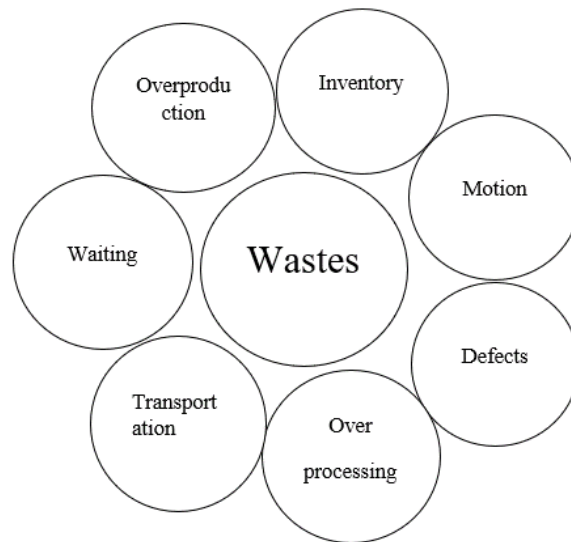 Overprodu
ction
Inventory
Motion
Waiting
Wastes
Defects
Transport
ation
Over
processing